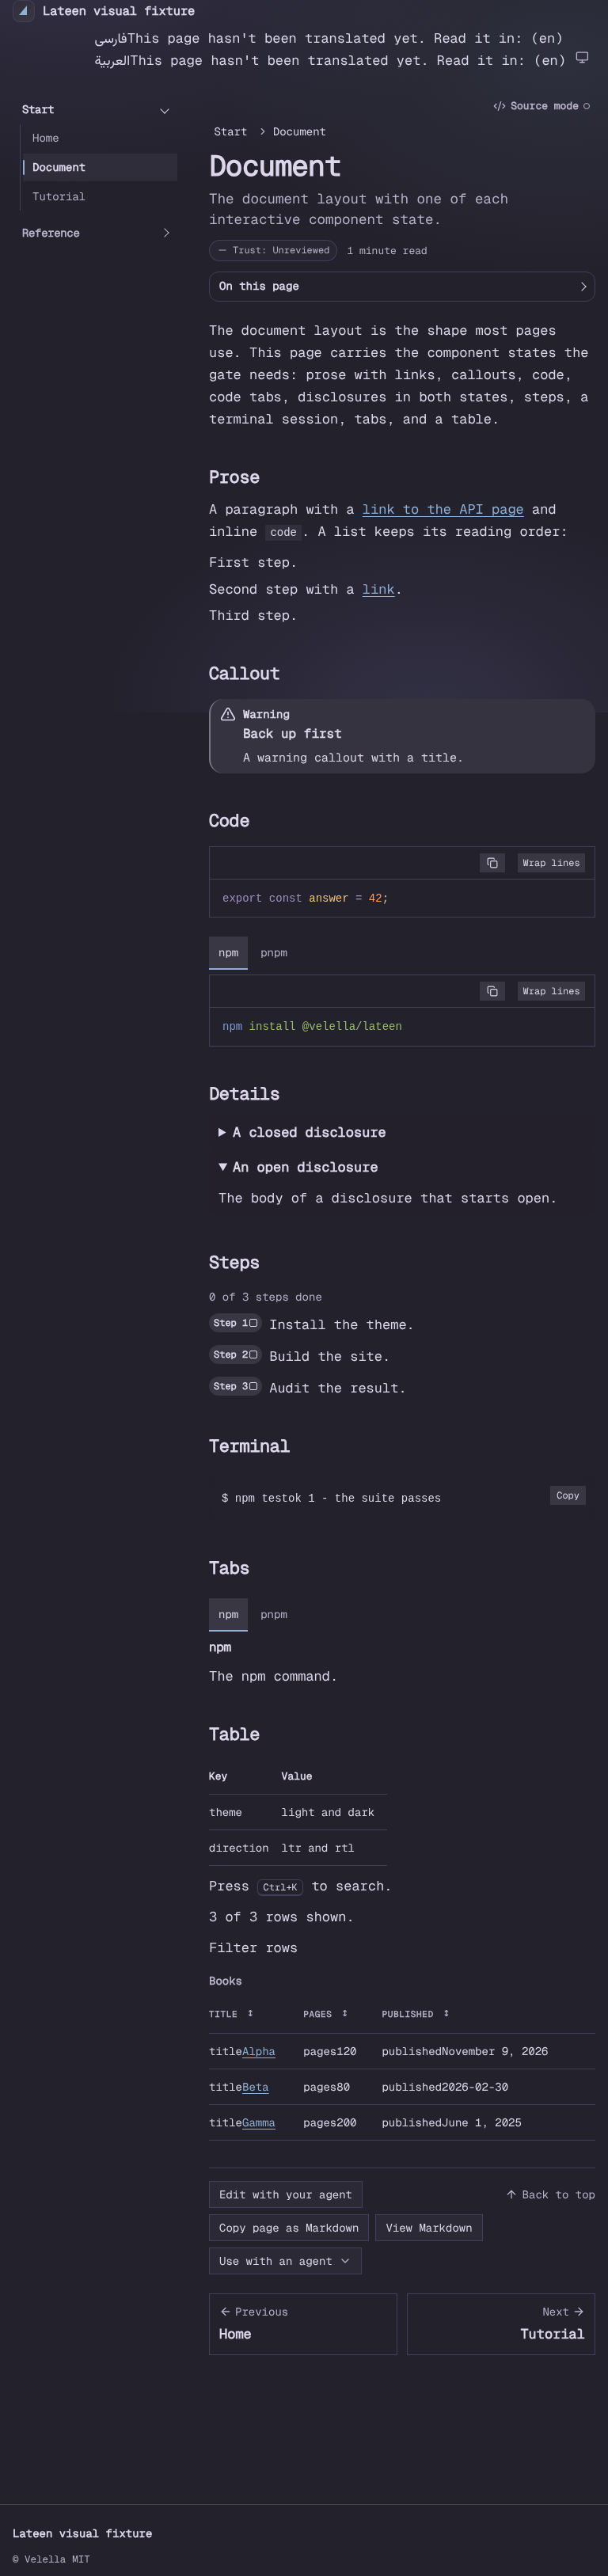 Lateen visual fixture
فارسیThis page hasn't been translated yet. Read it in: (en)
العربيةThis page hasn't been translated yet. Read it in: (en)
Start
Home
Document
Tutorial
Reference
Source mode
Start > Document
Document
The document layout with one of each
interactive component state.
— Trust: Unreviewed 1 minute read
On this page
The document layout is the shape most pages
use. This page carries the component states the
gate needs: prose with links, callouts, code,
code tabs, disclosures in both states, steps, a
terminal session, tabs, and a table.
Prose
A paragraph with a link to the API page and
inline code. A list keeps its reading order:
First step.
Second step with a link.
Third step.
Callout
Warning
Back up first
A warning callout with a title.
Code
Wrap lines
export const answer = 42;
npm pnpm
Wrap lines
npm install @velella/lateen
Details
A closed disclosure
An open disclosure
The body of a disclosure that starts open.
Steps
0 of 3 steps done
Step 1 Install the theme.
Step 2 Build the site.
Step 3 Audit the result.
Terminal
$ npm testok 1 - the suite passes
Copy
Tabs
npm pnpm
npm
The npm command.
Table
Key Value
theme light and dark
direction ltr and rtl
Press Ctrl+K to search.
3 of 3 rows shown.
Filter rows
Books
TITLE ↕ PAGES ↕ PUBLISHED ↕
titleAlpha pages120 publishedNovember 9, 2026
titleBeta pages80 published2026-02-30
titleGamma pages200 publishedJune 1, 2025
Edit with your agent
↑ Back to top
Copy page as Markdown View Markdown
Use with an agent
← Previous
Home
Next →
Tutorial
Lateen visual fixture
© Velella MIT